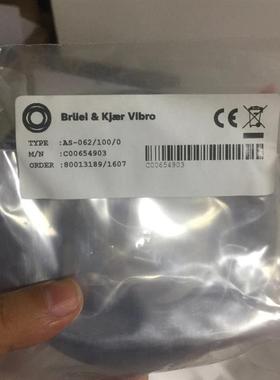 Brüel & Kjær Vibro
TYPE :AS-062/100/0
M/N :C00654903
ORDER :80013189/1607
C00654903